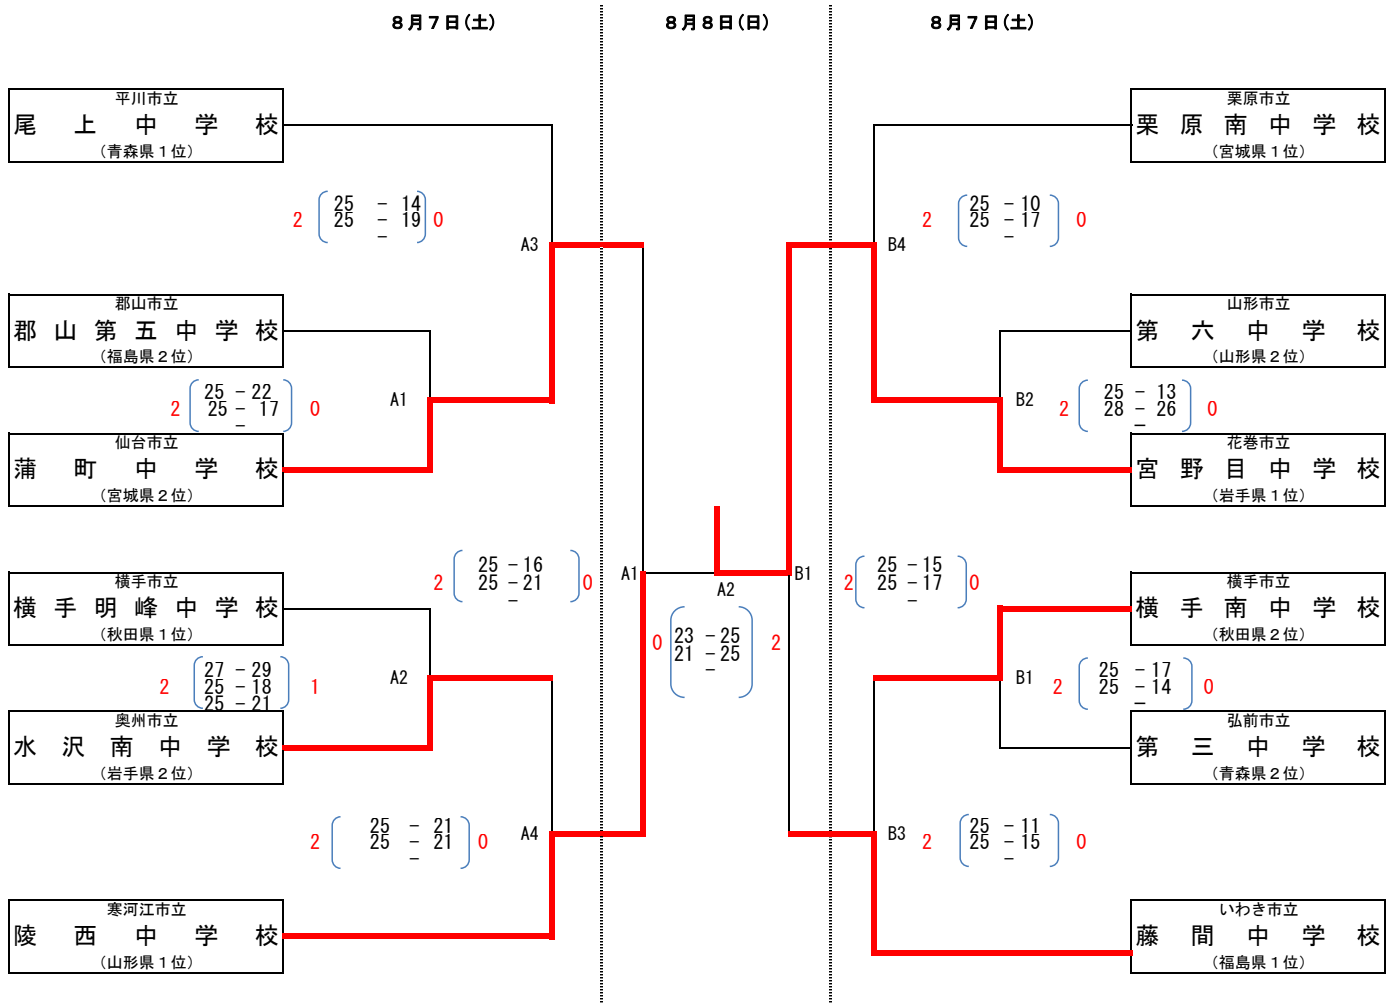 ８月７日(土)
８月８日(日)
８月７日(土)
平川市立
尾上中学校
(青森県１位)
2 25 － 14 0
25 － 19
－
A3
郡山市立
郡山第五中学校
(福島県２位)
2 25 －22 0
25 － 17
－
A1
仙台市立
蒲町中学校
(宮城県２位)
横手市立
横手明峰中学校
(秋田県１位)
2 27 － 29 1
25 － 18
25 － 21
A2
奥州市立
水沢南中学校
(岩手県２位)
2 25 － 21 0
25 － 21
－
A4
寒河江市立
陵西中学校
(山形県１位)
2 25 －16 0
25 －21
－
A1
A2
0 23 －25 2
21 －25
－
B1
2 25 －15 0
25 －17
－
栗原市立
栗原南中学校
(宮城県１位)
2 25 －10 0
25 －17
－
B4
山形市立
第六中学校
(山形県２位)
B2
2 25 － 13 0
28 － 26
－
花巻市立
宮野目中学校
(岩手県１位)
横手市立
横手南中学校
(秋田県２位)
B1
2 25 －17 0
25 －14
－
弘前市立
第三中学校
(青森県２位)
B3
2 25 －11 0
25 －15
－
いわき市立
藤間中学校
(福島県１位)